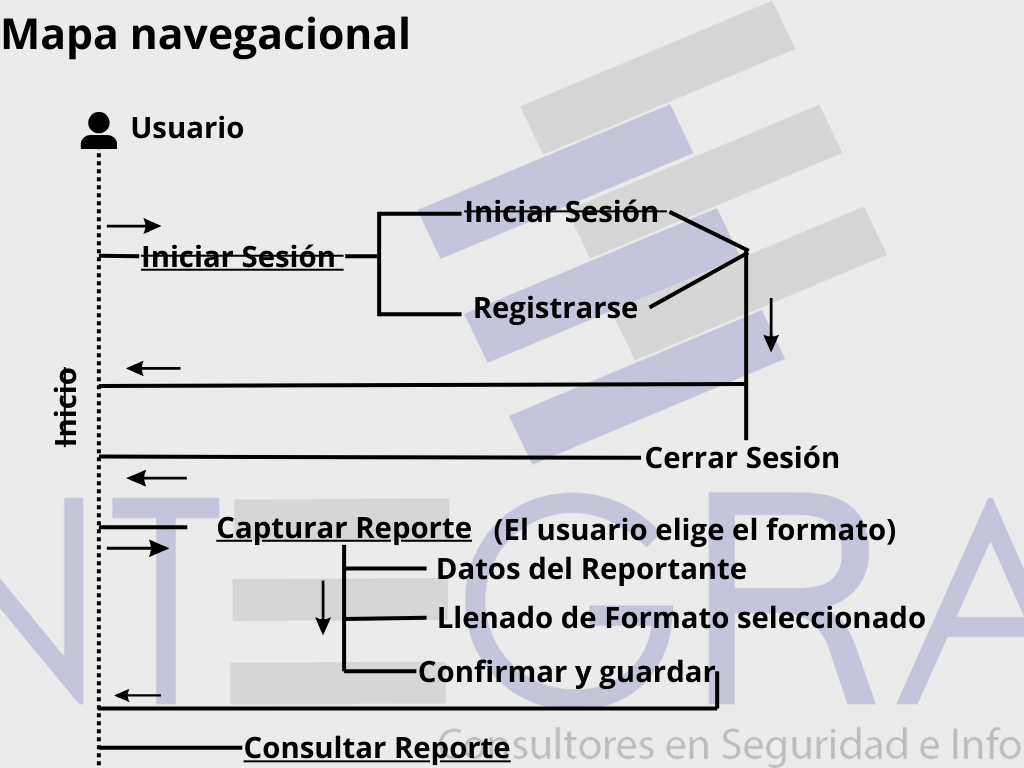 Mapa navegacional
Usuario
Iniciar Sesión
Iniciar Sesión
Registrarse
Inicio
Cerrar Sesión
Capturar Reporte (El usuario elige el formato)
Datos del Reportante
Llenado de Formato seleccionado
Confirmar y guardar
Consultar Reporte
NTEGRA
Consultores en Seguridad e Info